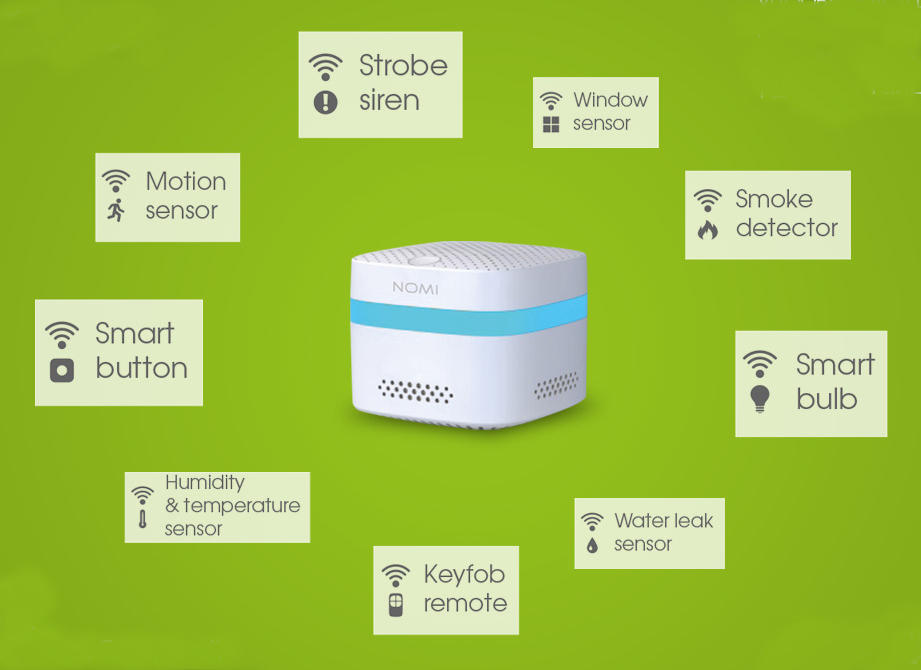 Strobe
siren
Window
sensor
Motion
sensor
Smoke
detector
NOMI
Smart
button
Smart
bulb
Humidity
& temperature
sensor
Water leak
sensor
Keyfob
remote